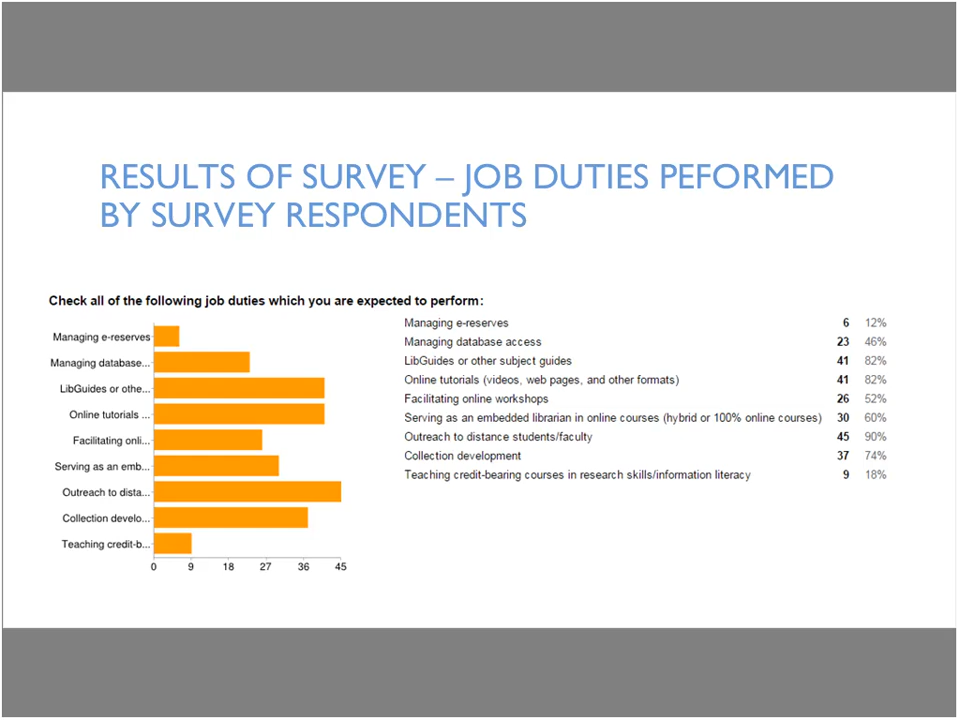 RESULTS OF SURVEY – JOB DUTIES PEFORMED
BY SURVEY RESPONDENTS
Check all of the following job duties which you are expected to perform:
Managing e-reserves
Managing database...
LibGuides or othe...
Online tutorials ...
Facilitating onli...
Serving as an emb...
Outreach to dista...
Collection develo...
Teaching credit-b...
0 9 18 27 36 45
Managing e-reserves 6 12%
Managing database access 23 46%
LibGuides or other subject guides 41 82%
Online tutorials (videos, web pages, and other formats) 41 82%
Facilitating online workshops 26 52%
Serving as an embedded librarian in online courses (hybrid or 100% online courses) 30 60%
Outreach to distance students/faculty 45 90%
Collection development 37 74%
Teaching credit-bearing courses in research skills/information literacy 9 18%